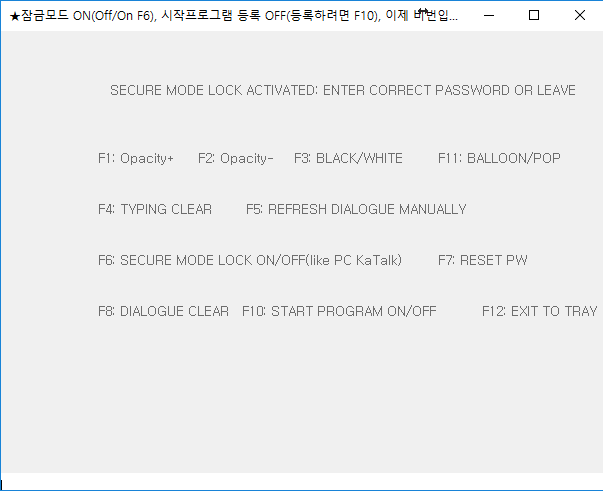 ★잠금모드 ON(Off/On F6), 시작프로그램 등록 OFF(등록하려면 F10), 이제 비번입...
SECURE MODE LOCK ACTIVATED: ENTER CORRECT PASSWORD OR LEAVE
F1: Opacity+ F2: Opacity- F3: BLACK/WHITE F11: BALLOON/POP
F4: TYPING CLEAR F5: REFRESH DIALOGUE MANUALLY
F6: SECURE MODE LOCK ON/OFF(like PC KaTalk) F7: RESET PW
F8: DIALOGUE CLEAR F10: START PROGRAM ON/OFF F12: EXIT TO TRAY